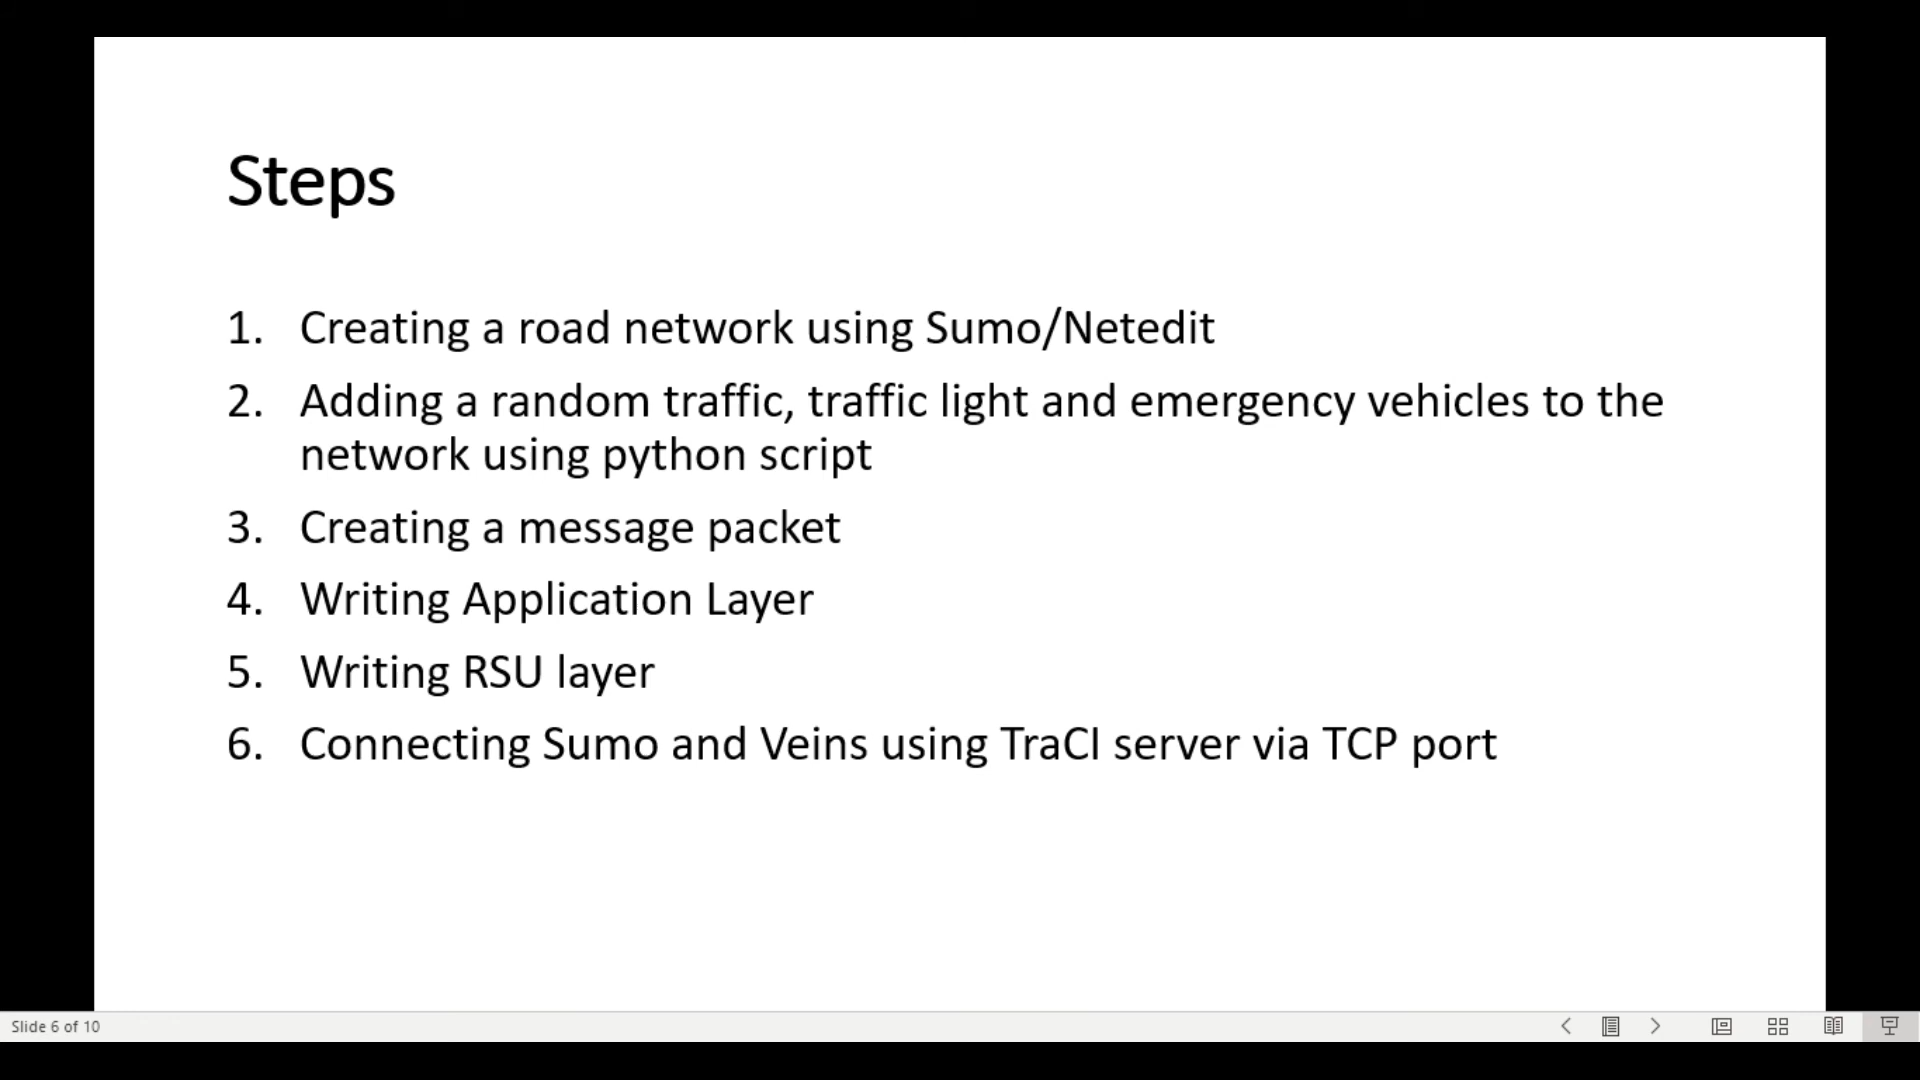 Steps
1. Creating a road network using Sumo/Netedit
2. Adding a random traffic, traffic light and emergency vehicles to the
network using python script
3. Creating a message packet
4. Writing Application Layer
5. Writing RSU layer
6. Connecting Sumo and Veins using TraCI server via TCP port
Slide 6 of 10